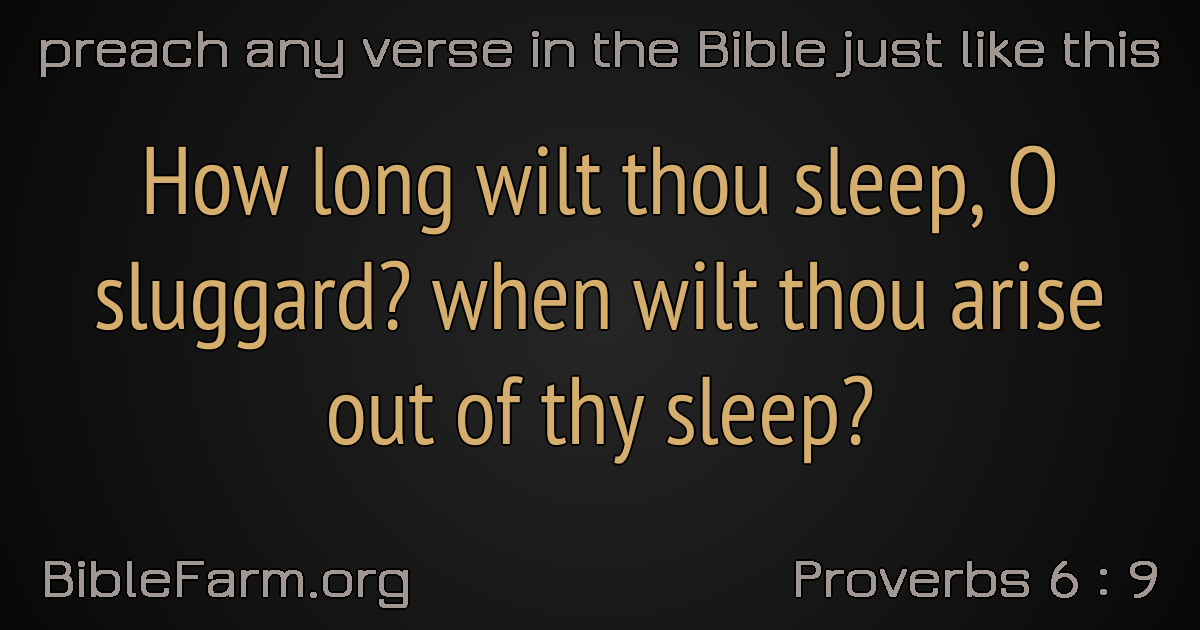 preach any verse in the Bible just like this
How long wilt thou sleep, O
sluggard? when wilt thou arise
out of thy sleep?
BibleFarm.org
Proverbs 6 : 9